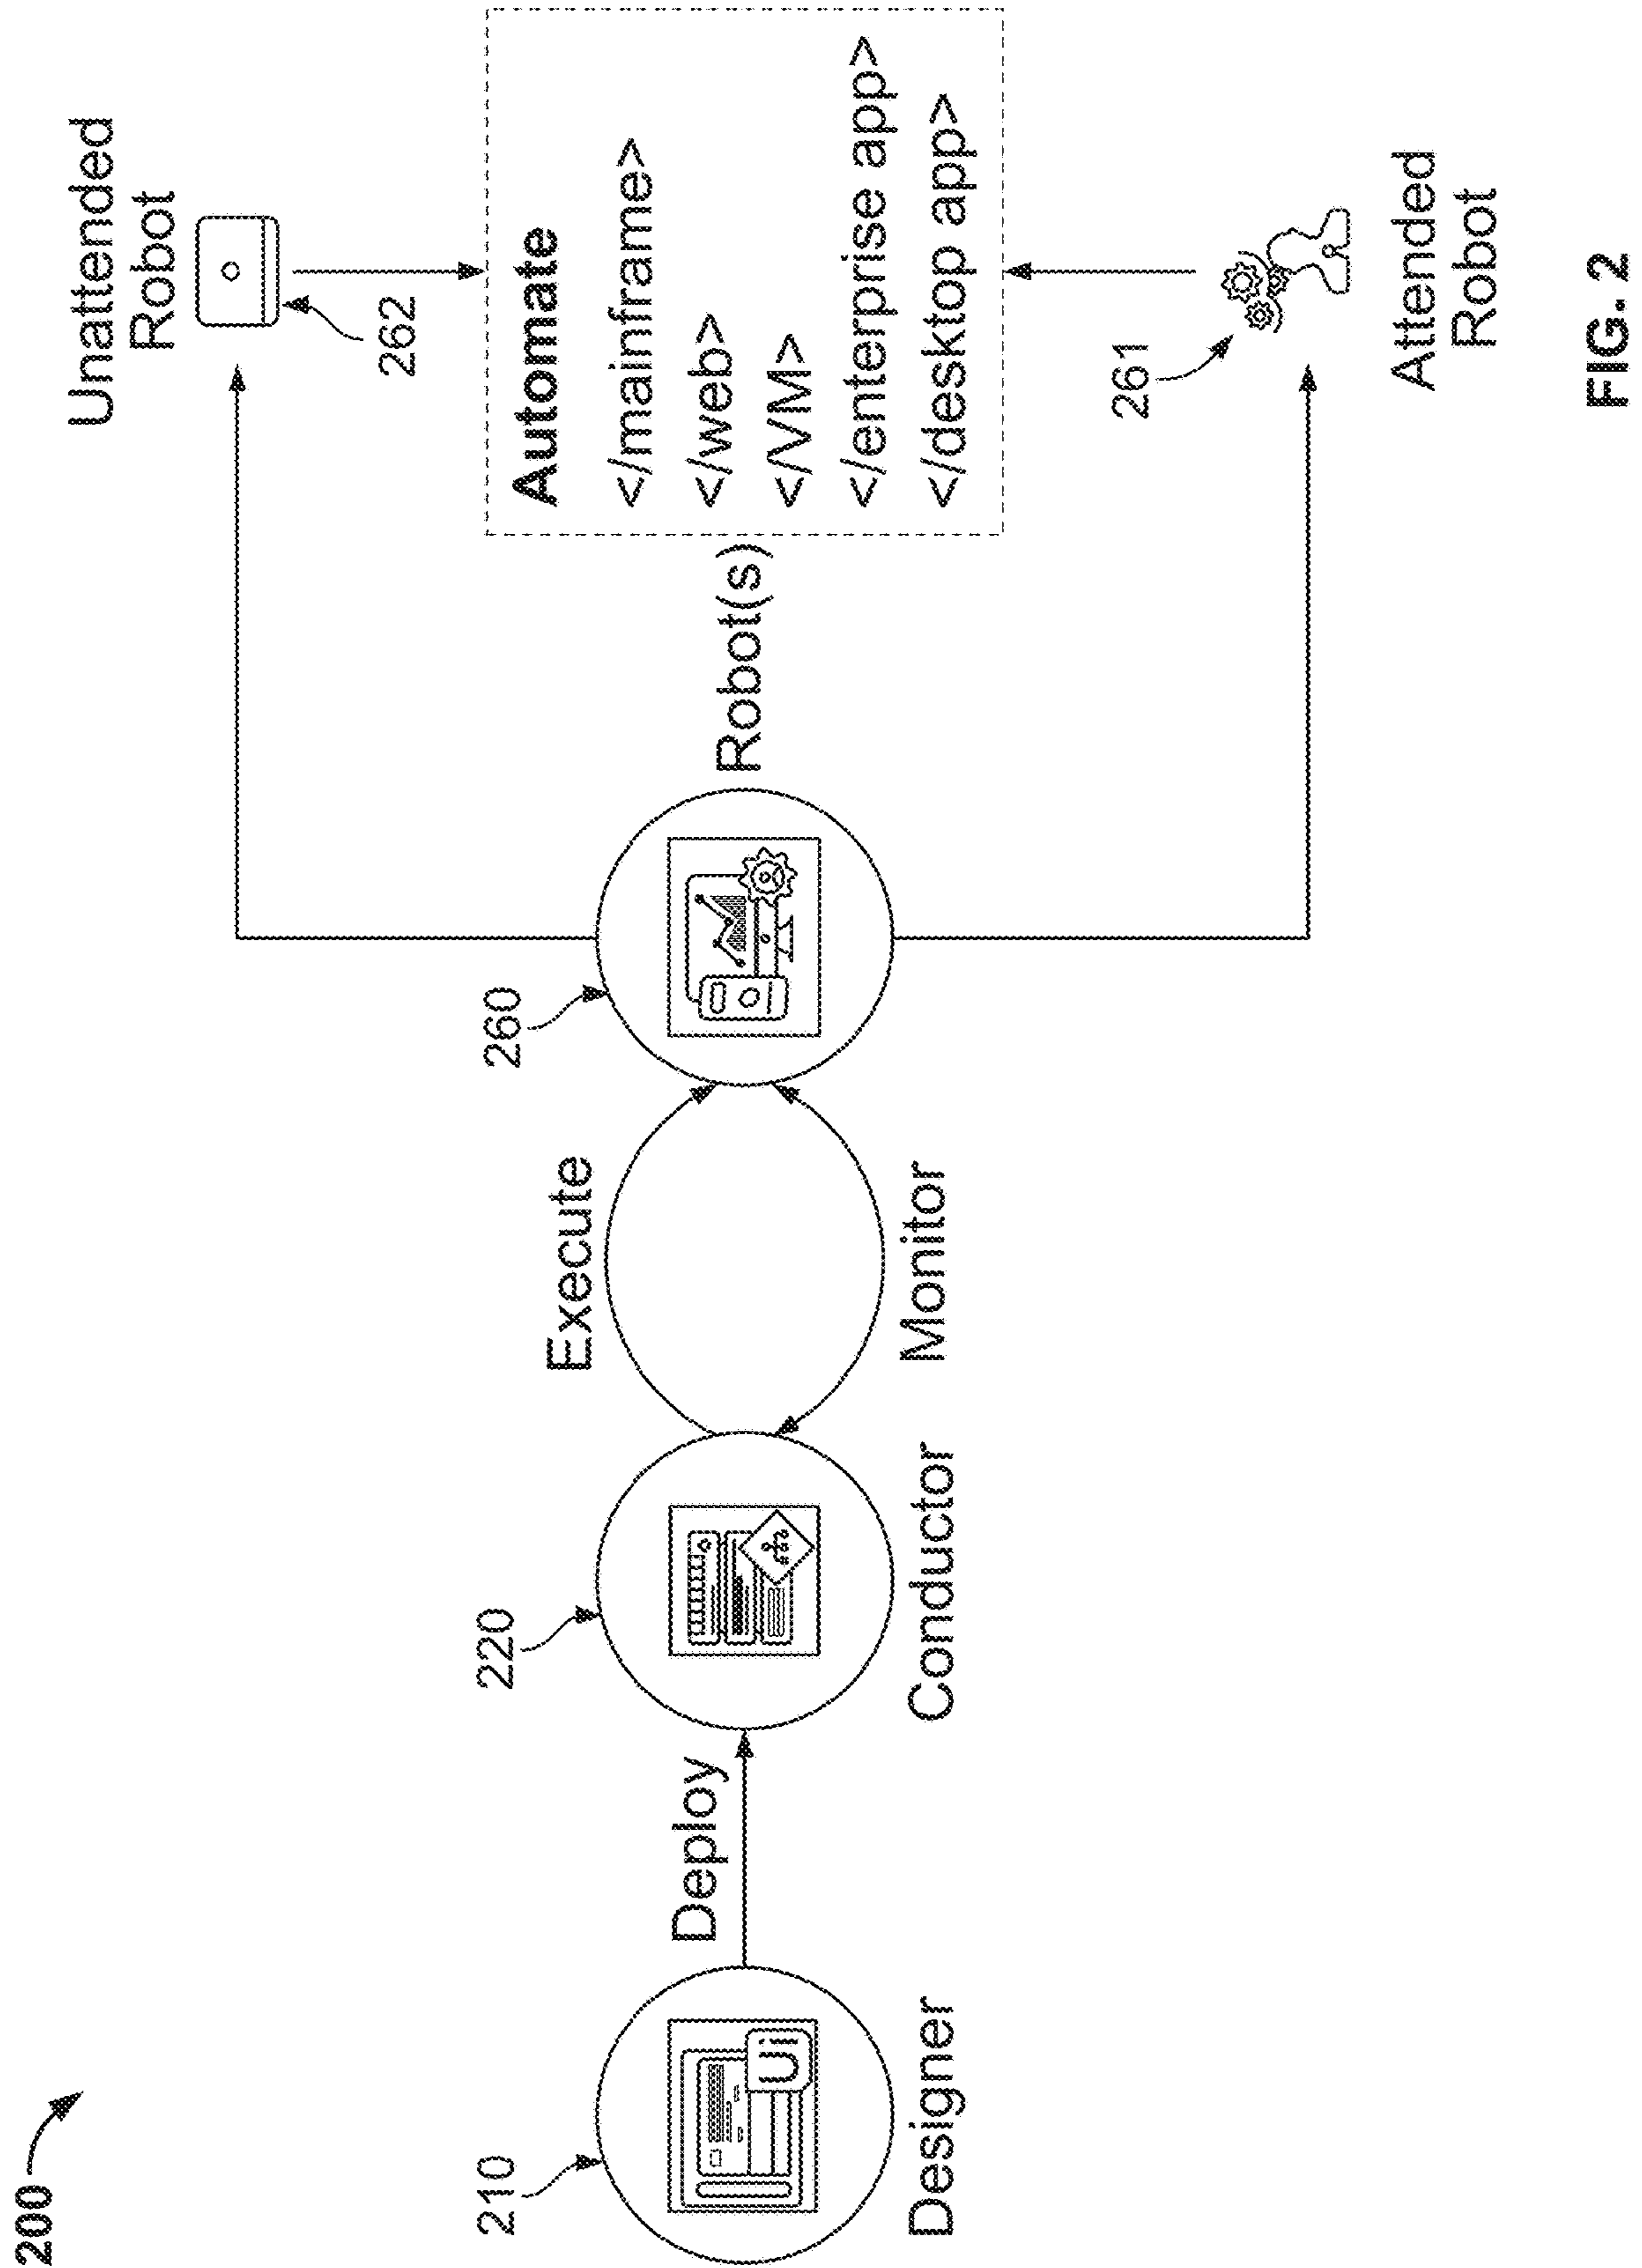 200
Unattended
Robot
262
Automate
</mainframe>
</web>
</VM>
</enterprise app>
</desktop app>
Robot(s)
260
Execute
Monitor
220
Conductor
Deploy
210
Ui
Designer
261
Attended
Robot
FIG. 2